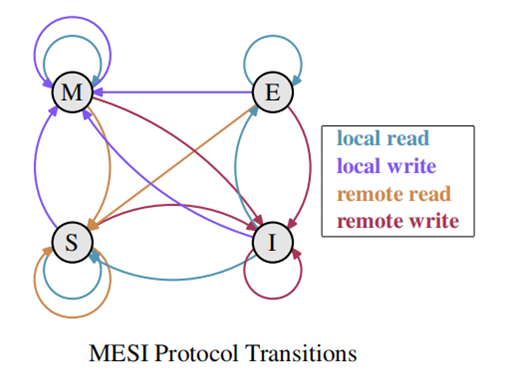 M
E
local read
local write
remote read
remote write
S
I
MESI Protocol Transitions